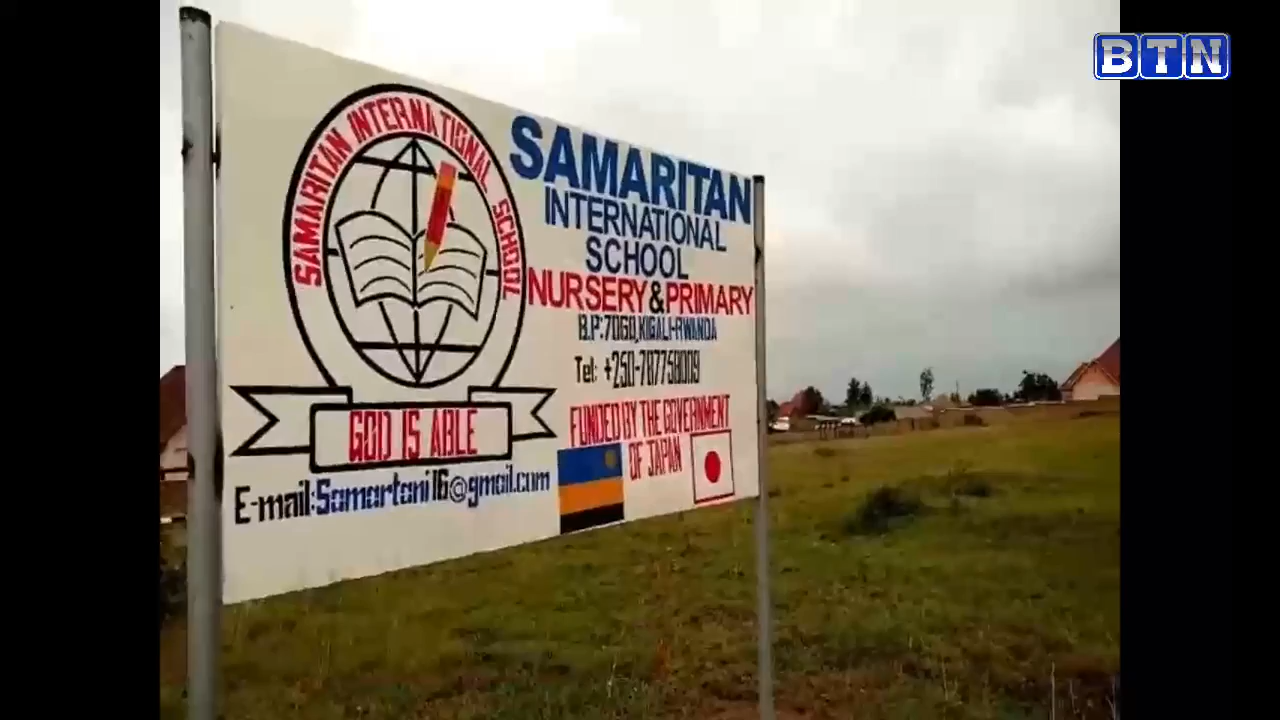 BTN
SAMARITAN INTERNATIONAL SCHOOL
GOD IS ABLE
E-mail:Samartani16@gmail.com
SAMARITAN
INTERNATIONAL
SCHOOL
NURSERY&PRIMARY
B.P:7060,KIGALI-RWANDA
Tel: +250-787758009
FUNDED BY THE GOVERNMENT
OF JAPAN